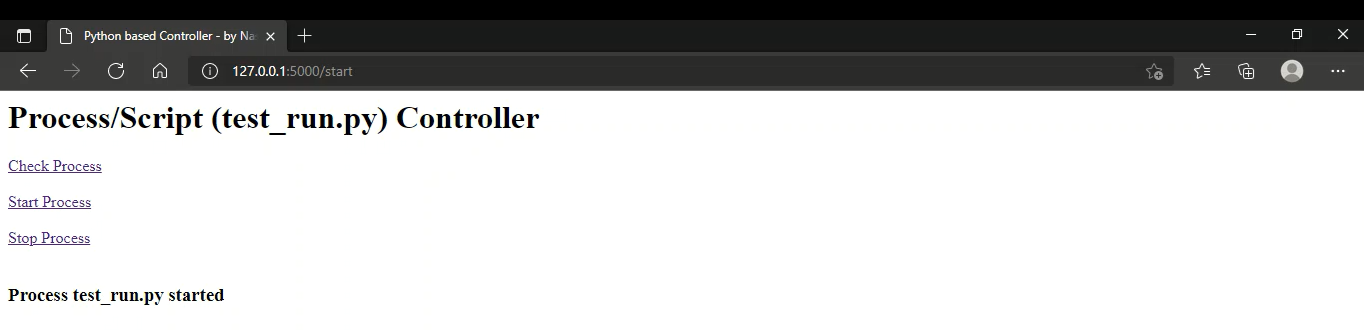 Python based Controller - by Na
127.0.0.1:5000/start
Process/Script (test_run.py) Controller
Check Process
Start Process
Stop Process
Process test_run.py started